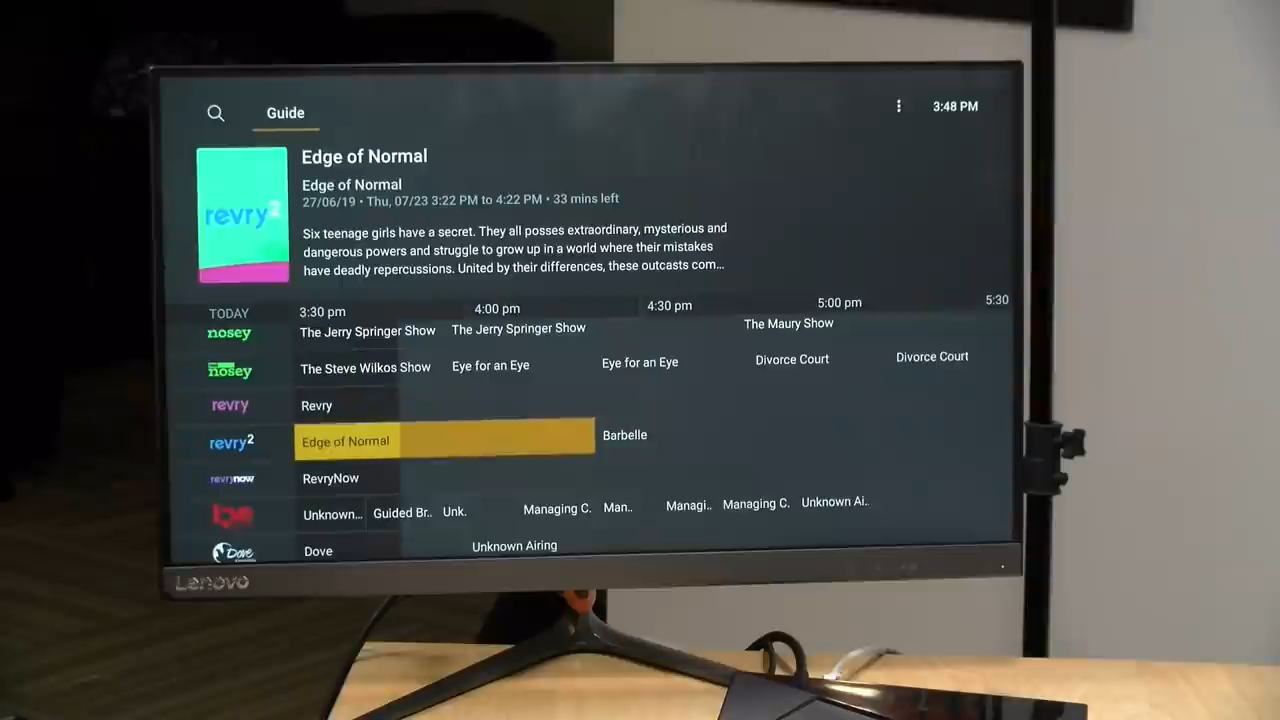 Guide
3:48 PM
Edge of Normal
revry2
Edge of Normal
27/06/19 • Thu, 07/23 3:22 PM to 4:22 PM • 33 mins left
Six teenage girls have a secret. They all posses extraordinary, mysterious and
dangerous powers and struggle to grow up in a world where their mistakes
have deadly repercussions. United by their differences, these outcasts com...
TODAY 3:30 pm 4:00 pm 4:30 pm 5:00 pm 5:30
nosey The Jerry Springer Show The Jerry Springer Show The Maury Show
nosey The Steve Wilkos Show Eye for an Eye Eye for an Eye Divorce Court Divorce Court
revry Revry
revry2 Edge of Normal Barbelle
revrynow RevryNow
Unknown... Guided Br.. Unk. Managing C. Man.. Managi.. Managing C. Unknown Ai..
Dove Dove Unknown Airing
Lenovo